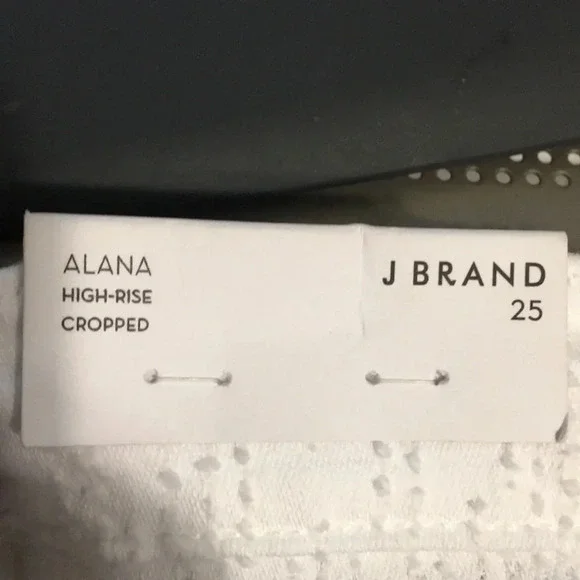 ALANA
HIGH-RISE
CROPPED
J BRAND
25